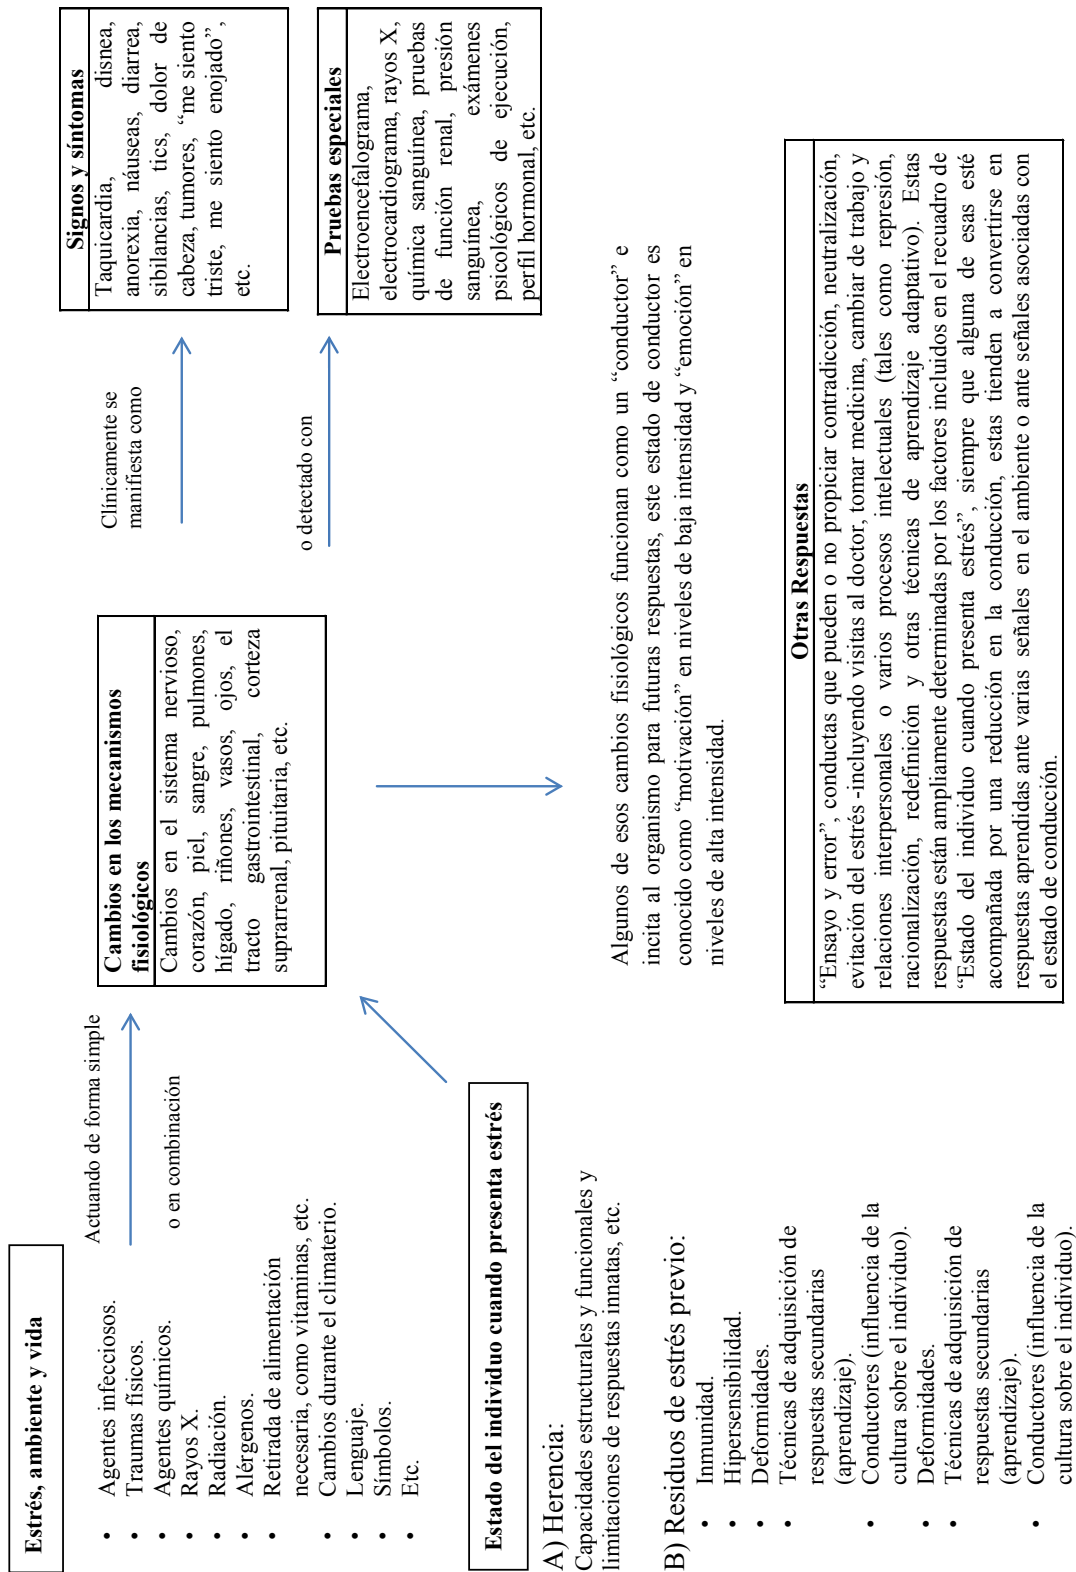 Estrés, ambiente y vida
• Agentes infecciosos.
• Traumas físicos.
• Agentes químicos.
• Rayos X.
• Radiación.
• Alérgenos.
• Retirada de alimentación
necesaria, como vitaminas, etc.
• Cambios durante el climaterio.
• Lenguaje.
• Símbolos.
• Etc.
Actuando de forma simple
o en combinación
Cambios en los mecanismos
fisiológicos
Cambios en el sistema nervioso,
corazón, piel, sangre, pulmones,
hígado, riñones, vasos, ojos, el
tracto gastrointestinal, corteza
suprarrenal, pituitaria, etc.
Clínicamente se
manifiesta como
Signos y síntomas
Taquicardia, disnea,
anorexia, náuseas, diarrea,
sibilancias, tics, dolor de
cabeza, tumores, “me siento
triste, me siento enojado”,
etc.
o detectado con
Pruebas especiales
Electroencefalograma,
electrocardiograma, rayos X,
química sanguínea, pruebas
de función renal, presión
sanguínea, exámenes
psicológicos de ejecución,
perfil hormonal, etc.
Estado del individuo cuando presenta estrés
A) Herencia:
Capacidades estructurales y funcionales y
limitaciones de respuestas innatas, etc.
B) Residuos de estrés previo:
• Inmunidad.
• Hipersensibilidad.
• Deformidades.
• Técnicas de adquisición de
respuestas secundarias
(aprendizaje).
• Conductores (influencia de la
cultura sobre el individuo).
• Deformidades.
• Técnicas de adquisición de
respuestas secundarias
(aprendizaje).
• Conductores (influencia de la
cultura sobre el individuo).
Algunos de esos cambios fisiológicos funcionan como un “conductor” e
incita al organismo para futuras respuestas, este estado de conductor es
conocido como “motivación” en niveles de baja intensidad y “emoción” en
niveles de alta intensidad.
Otras Respuestas
“Ensayo y error”, conductas que pueden o no propiciar contradicción, neutralización,
evitación del estrés -incluyendo visitas al doctor, tomar medicina, cambiar de trabajo y
relaciones interpersonales o varios procesos intelectuales (tales como represión,
racionalización, redefinición y otras técnicas de aprendizaje adaptativo). Estas
respuestas están ampliamente determinadas por los factores incluidos en el recuadro de
“Estado del individuo cuando presenta estrés”, siempre que alguna de esas esté
acompañada por una reducción en la conducción, estas tienden a convertirse en
respuestas aprendidas ante varias señales en el ambiente o ante señales asociadas con
el estado de conducción.